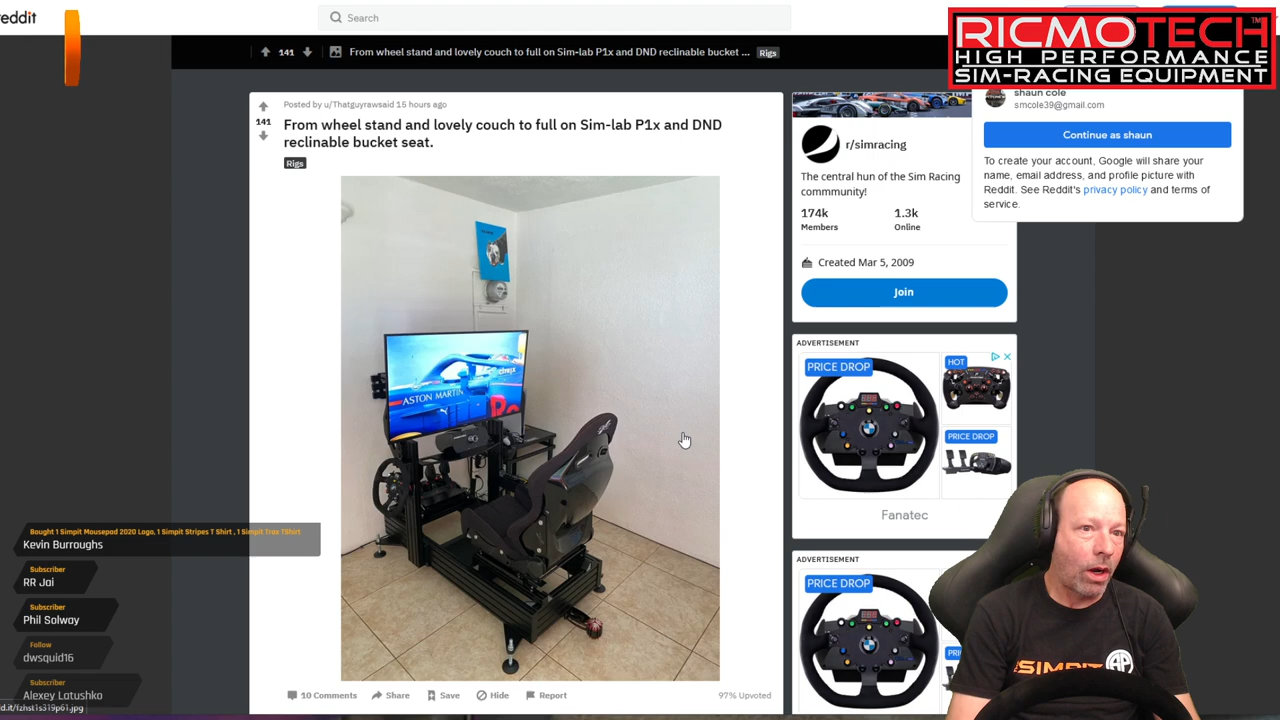 reddit
Search
RICMOTECH™
HIGH PERFORMANCE
SIM-RACING EQUIPMENT
141
From wheel stand and lovely couch to full on Sim-lab P1x and DND reclinable bucket ...
Rigs
shaun cole
smcole39@gmail.com
Continue as shaun
To create your account, Google will share your
name, email address, and profile picture with
Reddit. See Reddit's privacy policy and terms of
service.
Posted by u/Thatguyrawsaid 15 hours ago
141
From wheel stand and lovely couch to full on Sim-lab P1x and DND
reclinable bucket seat.
Rigs
r/simracing
The central hun of the Sim Racing
commmunity!
174k
1.3k
Members
Online
Created Mar 5, 2009
Join
ADVERTISEMENT
PRICE DROP
HOT
PRICE DROP
Fanatec
ADVERTISEMENT
PRICE DROP
ASTON MARTIN
citrix
Bought 1 Simpit Mousepad 2020 Logo, 1 Simpit Stripes T Shirt , 1 Simpit Trax TShirt
Kevin Burroughs
Subscriber
RR Jai
Subscriber
Phil Solway
Follow
dwsquid16
Subscriber
Alexey Latushko
10 Comments
Share
Save
Hide
Report
97% Upvoted
SIMPIT